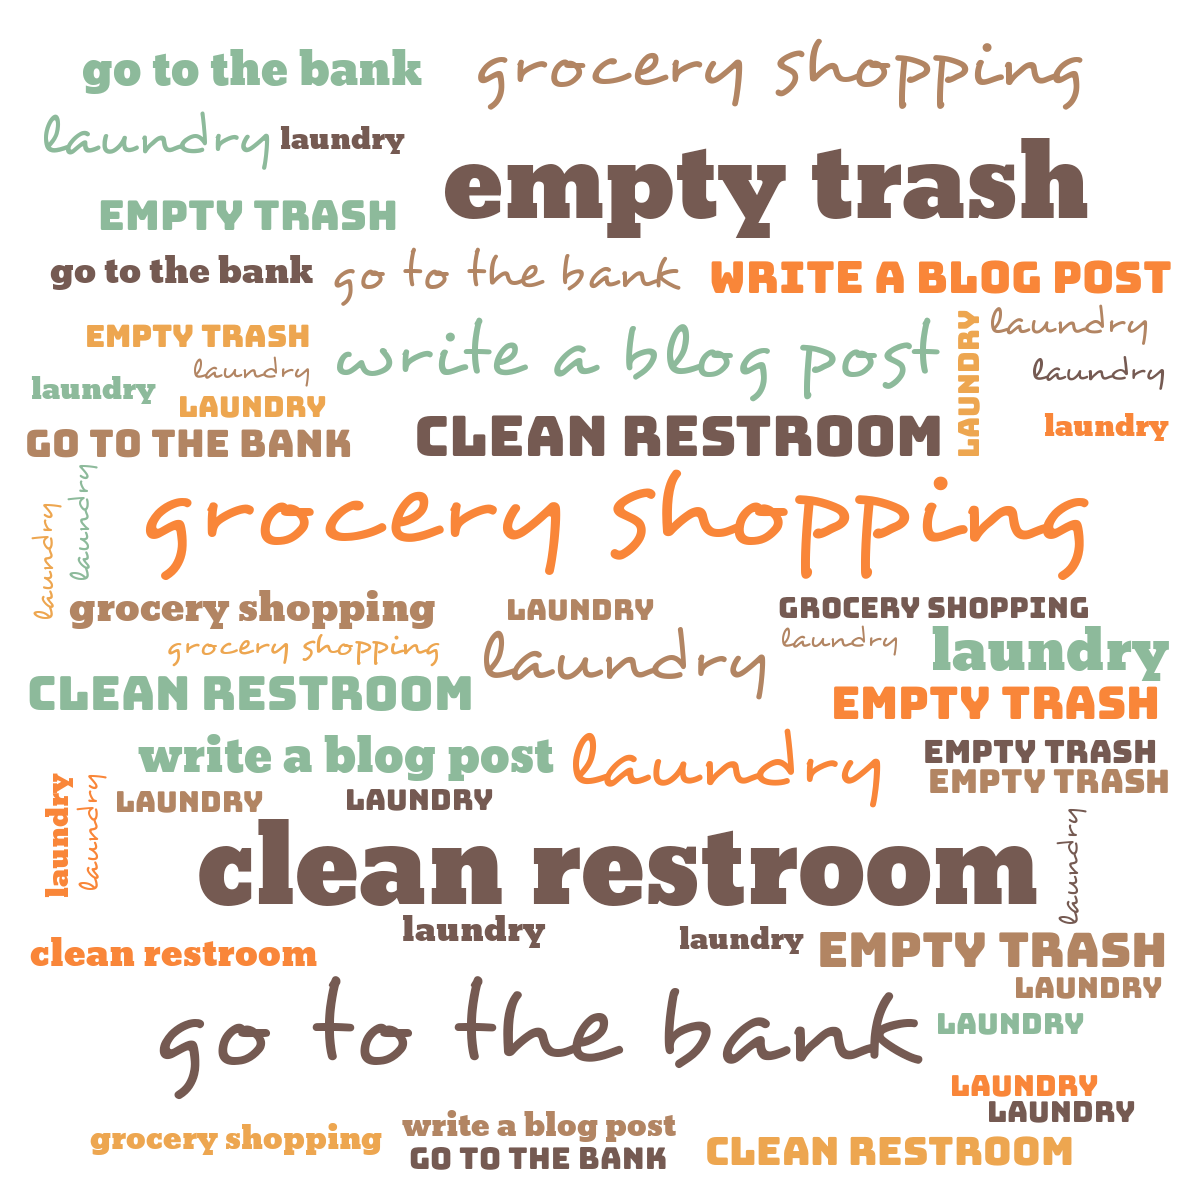 go to the bank
grocery shopping
laundry
laundry
empty trash
EMPTY TRASH
go to the bank
go to the bank
WRITE A BLOG POST
EMPTY TRASH
write a blog post
LAUNDRY
laundry
laundry
laundry
laundry
LAUNDRY
laundry
GO TO THE BANK
CLEAN RESTROOM
laundry
laundry
grocery shopping
grocery shopping
LAUNDRY
GROCERY SHOPPING
grocery shopping
laundry
laundry
laundry
CLEAN RESTROOM
EMPTY TRASH
write a blog post
laundry
EMPTY TRASH
EMPTY TRASH
laundry
laundry
LAUNDRY
LAUNDRY
clean restroom
laundry
laundry
laundry
clean restroom
EMPTY TRASH
LAUNDRY
go to the bank
LAUNDRY
LAUNDRY
LAUNDRY
grocery shopping
write a blog post
GO TO THE BANK
CLEAN RESTROOM